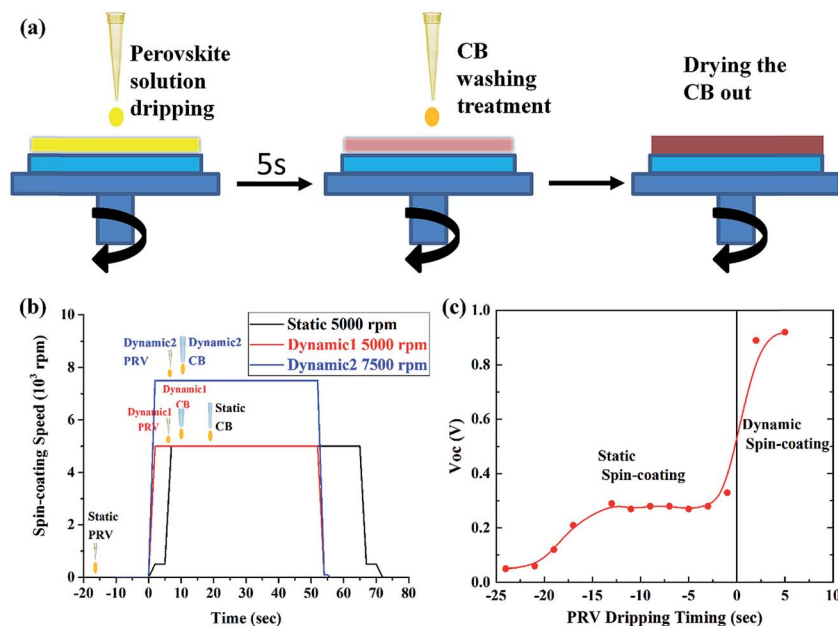 (a)
Perovskite
solution
dripping
5s
CB
washing
treatment
Drying the
CB out
(b)
Spin-coating Speed (10³ rpm)
10
8
6
4
2
0
Static 5000 rpm
Dynamic1 5000 rpm
Dynamic2 7500 rpm
Dynamic2
PRV
Dynamic2
CB
Dynamic1
PRV
Dynamic1
CB
Static
CB
Static
PRV
-20 -10 0 10 20 30 40 50 60 70 80
Time (sec)
(c)
Voc (V)
1.0
0.8
0.6
0.4
0.2
0.0
Static
Spin-coating
Dynamic
Spin-coating
-25 -20 -15 -10 -5 0 5 10
PRV Dripping Timing (sec)